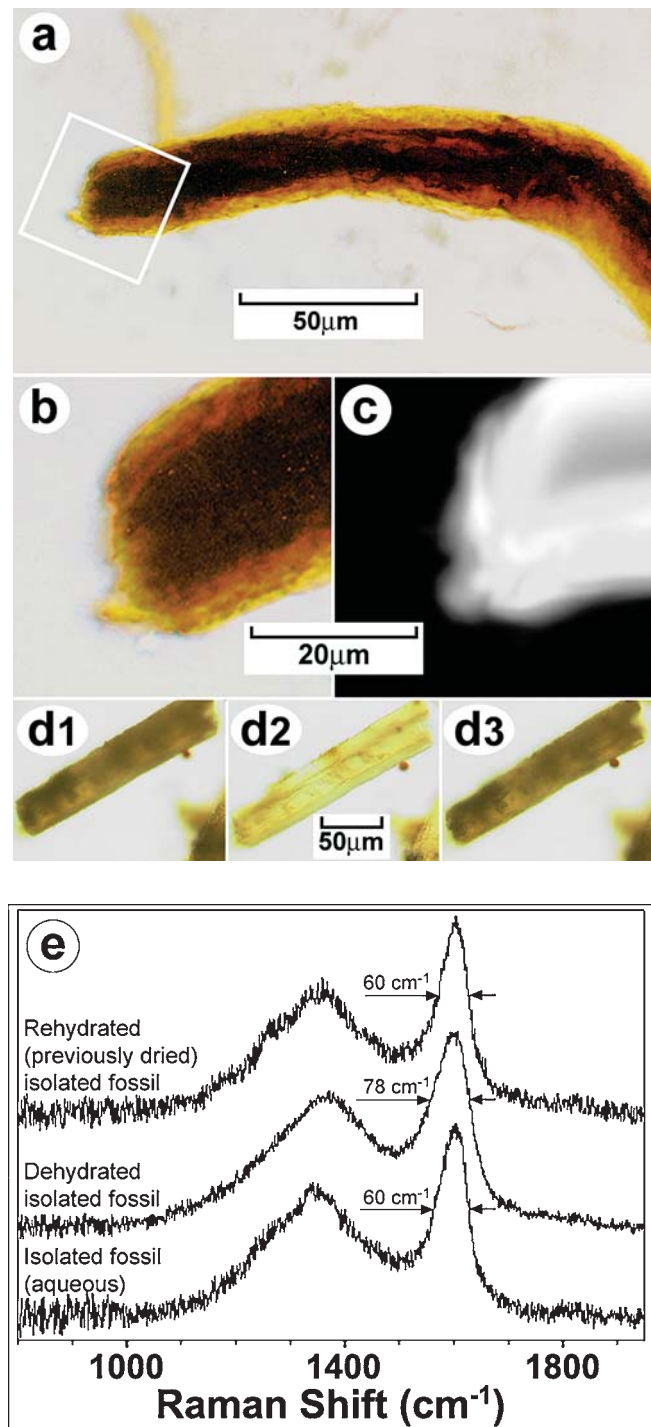 a
50µm
b
c
20µm
d1
d2
d3
50µm
e
60 cm-1
Rehydrated
(previously dried)
isolated fossil
78 cm-1
Dehydrated
isolated fossil
60 cm-1
Isolated fossil
(aqueous)
1000
1400
1800
Raman Shift (cm-1)